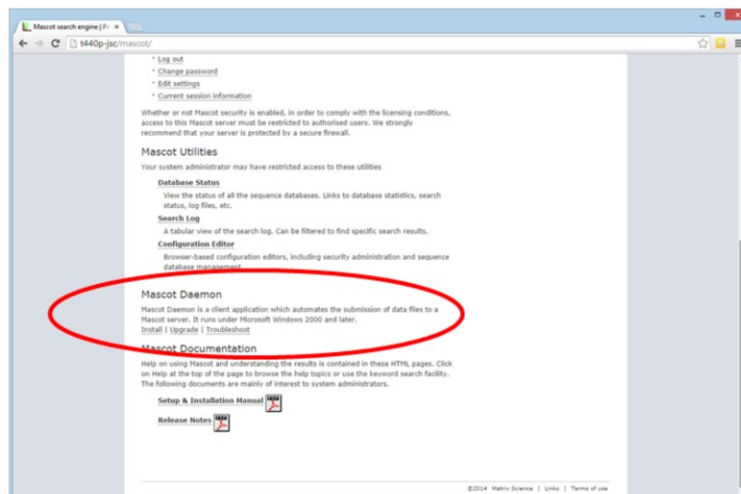 Mascot search engine | Pr
t440p-jsc/mascot/
Log out
Change password
Edit settings
Current session information
Whether or not Mascot security is enabled, in order to comply with the licensing conditions,
access to this Mascot server must be restricted to authorised users. We strongly
recommend that your server is protected by a secure firewall.
Mascot Utilities
Your system administrator may have restricted access to these utilities
Database Status
View the status of all the sequence databases. Links to database statistics, search
status, log files, etc.
Search Log
A tabular view of the search log. Can be filtered to find specific search results.
Configuration Editor
Browser-based configuration editors, including security administration and sequence
database management
Mascot Daemon
Mascot Daemon is a client application which automates the submission of data files to a
Mascot server. It runs under Microsoft Windows 2000 and later.
Install | Upgrade | Troubleshoot
Mascot Documentation
Help on using Mascot and understanding the results is contained in these HTML pages. Click
on Help at the top of the page to browse the help topics or use the keyword search facility.
The following documents are mainly of interest to system administrators.
Setup & Installation Manual
Release Notes
©2014 Matrix Science | Links | Terms of use